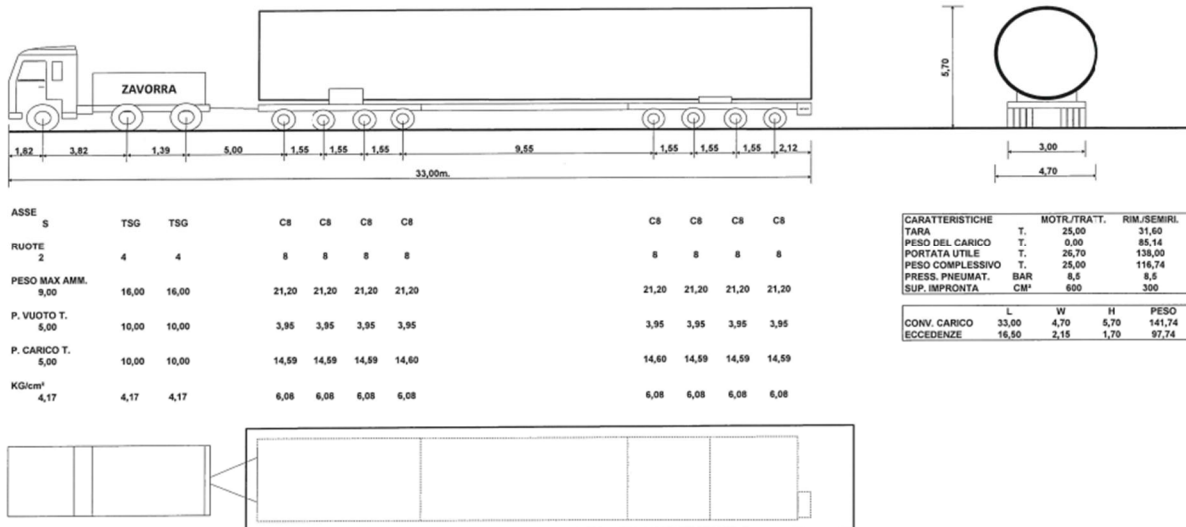 ZAVORRA
5,70
1,82 3,82 1,39 5,00 1,55 1,55 1,55 9,55 1,55 1,55 1,55 2,12
33,00m.
3,00
4,70
ASSE
S TSG TSG C8 C8 C8 C8 C8 C8 C8 C8
RUOTE
2 4 4 8 8 8 8 8 8 8 8
PESO MAX AMM.
9,00 16,00 16,00 21,20 21,20 21,20 21,20 21,20 21,20 21,20 21,20
P. VUOTO T.
5,00 10,00 10,00 3,95 3,95 3,95 3,95 3,95 3,95 3,95 3,95
P. CARICO T.
5,00 10,00 10,00 14,59 14,59 14,59 14,60 14,60 14,59 14,59 14,59
KG/cm²
4,17 4,17 4,17 6,08 6,08 6,08 6,08 6,08 6,08 6,08 6,08
CARATTERISTICHE MOTR./TRATT. RIM./SEMIRI.
TARA T. 25,00 31,60
PESO DEL CARICO T. 0,00 85,14
PORTATA UTILE T. 26,70 138,00
PESO COMPLESSIVO T. 25,00 116,74
PRESS. PNEUMAT. BAR 8,5 8,5
SUP. IMPRONTA CM² 600 300
L W H PESO
CONV. CARICO 33,00 4,70 5,70 141,74
ECCEDENZE 16,50 2,15 1,70 97,74